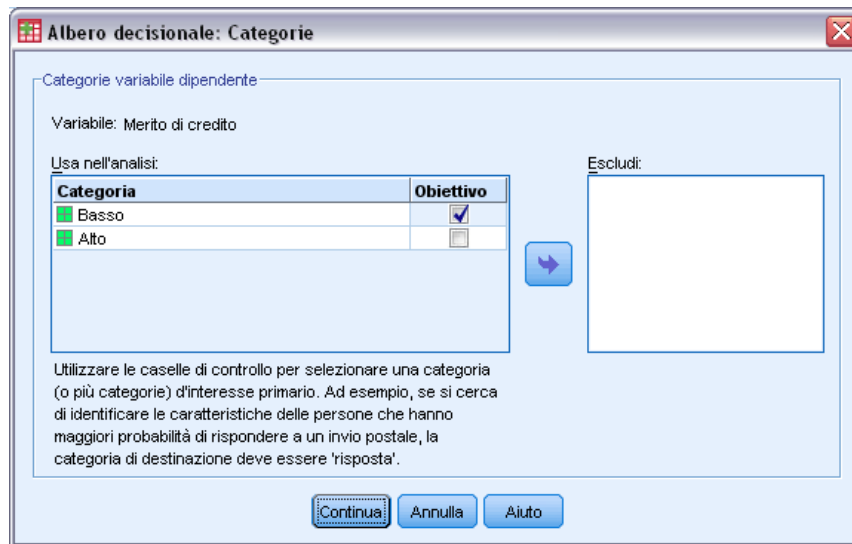 Albero decisionale: Categorie
Categorie variabile dipendente
Variabile: Merito di credito
Usa nell'analisi:
Escludi:
Categoria Obiettivo
Basso
Alto
Utilizzare le caselle di controllo per selezionare una categoria
(o più categorie) d'interesse primario. Ad esempio, se si cerca
di identificare le caratteristiche delle persone che hanno
maggiori probabilità di rispondere a un invio postale, la
categoria di destinazione deve essere 'risposta'.
Continua Annulla Aiuto